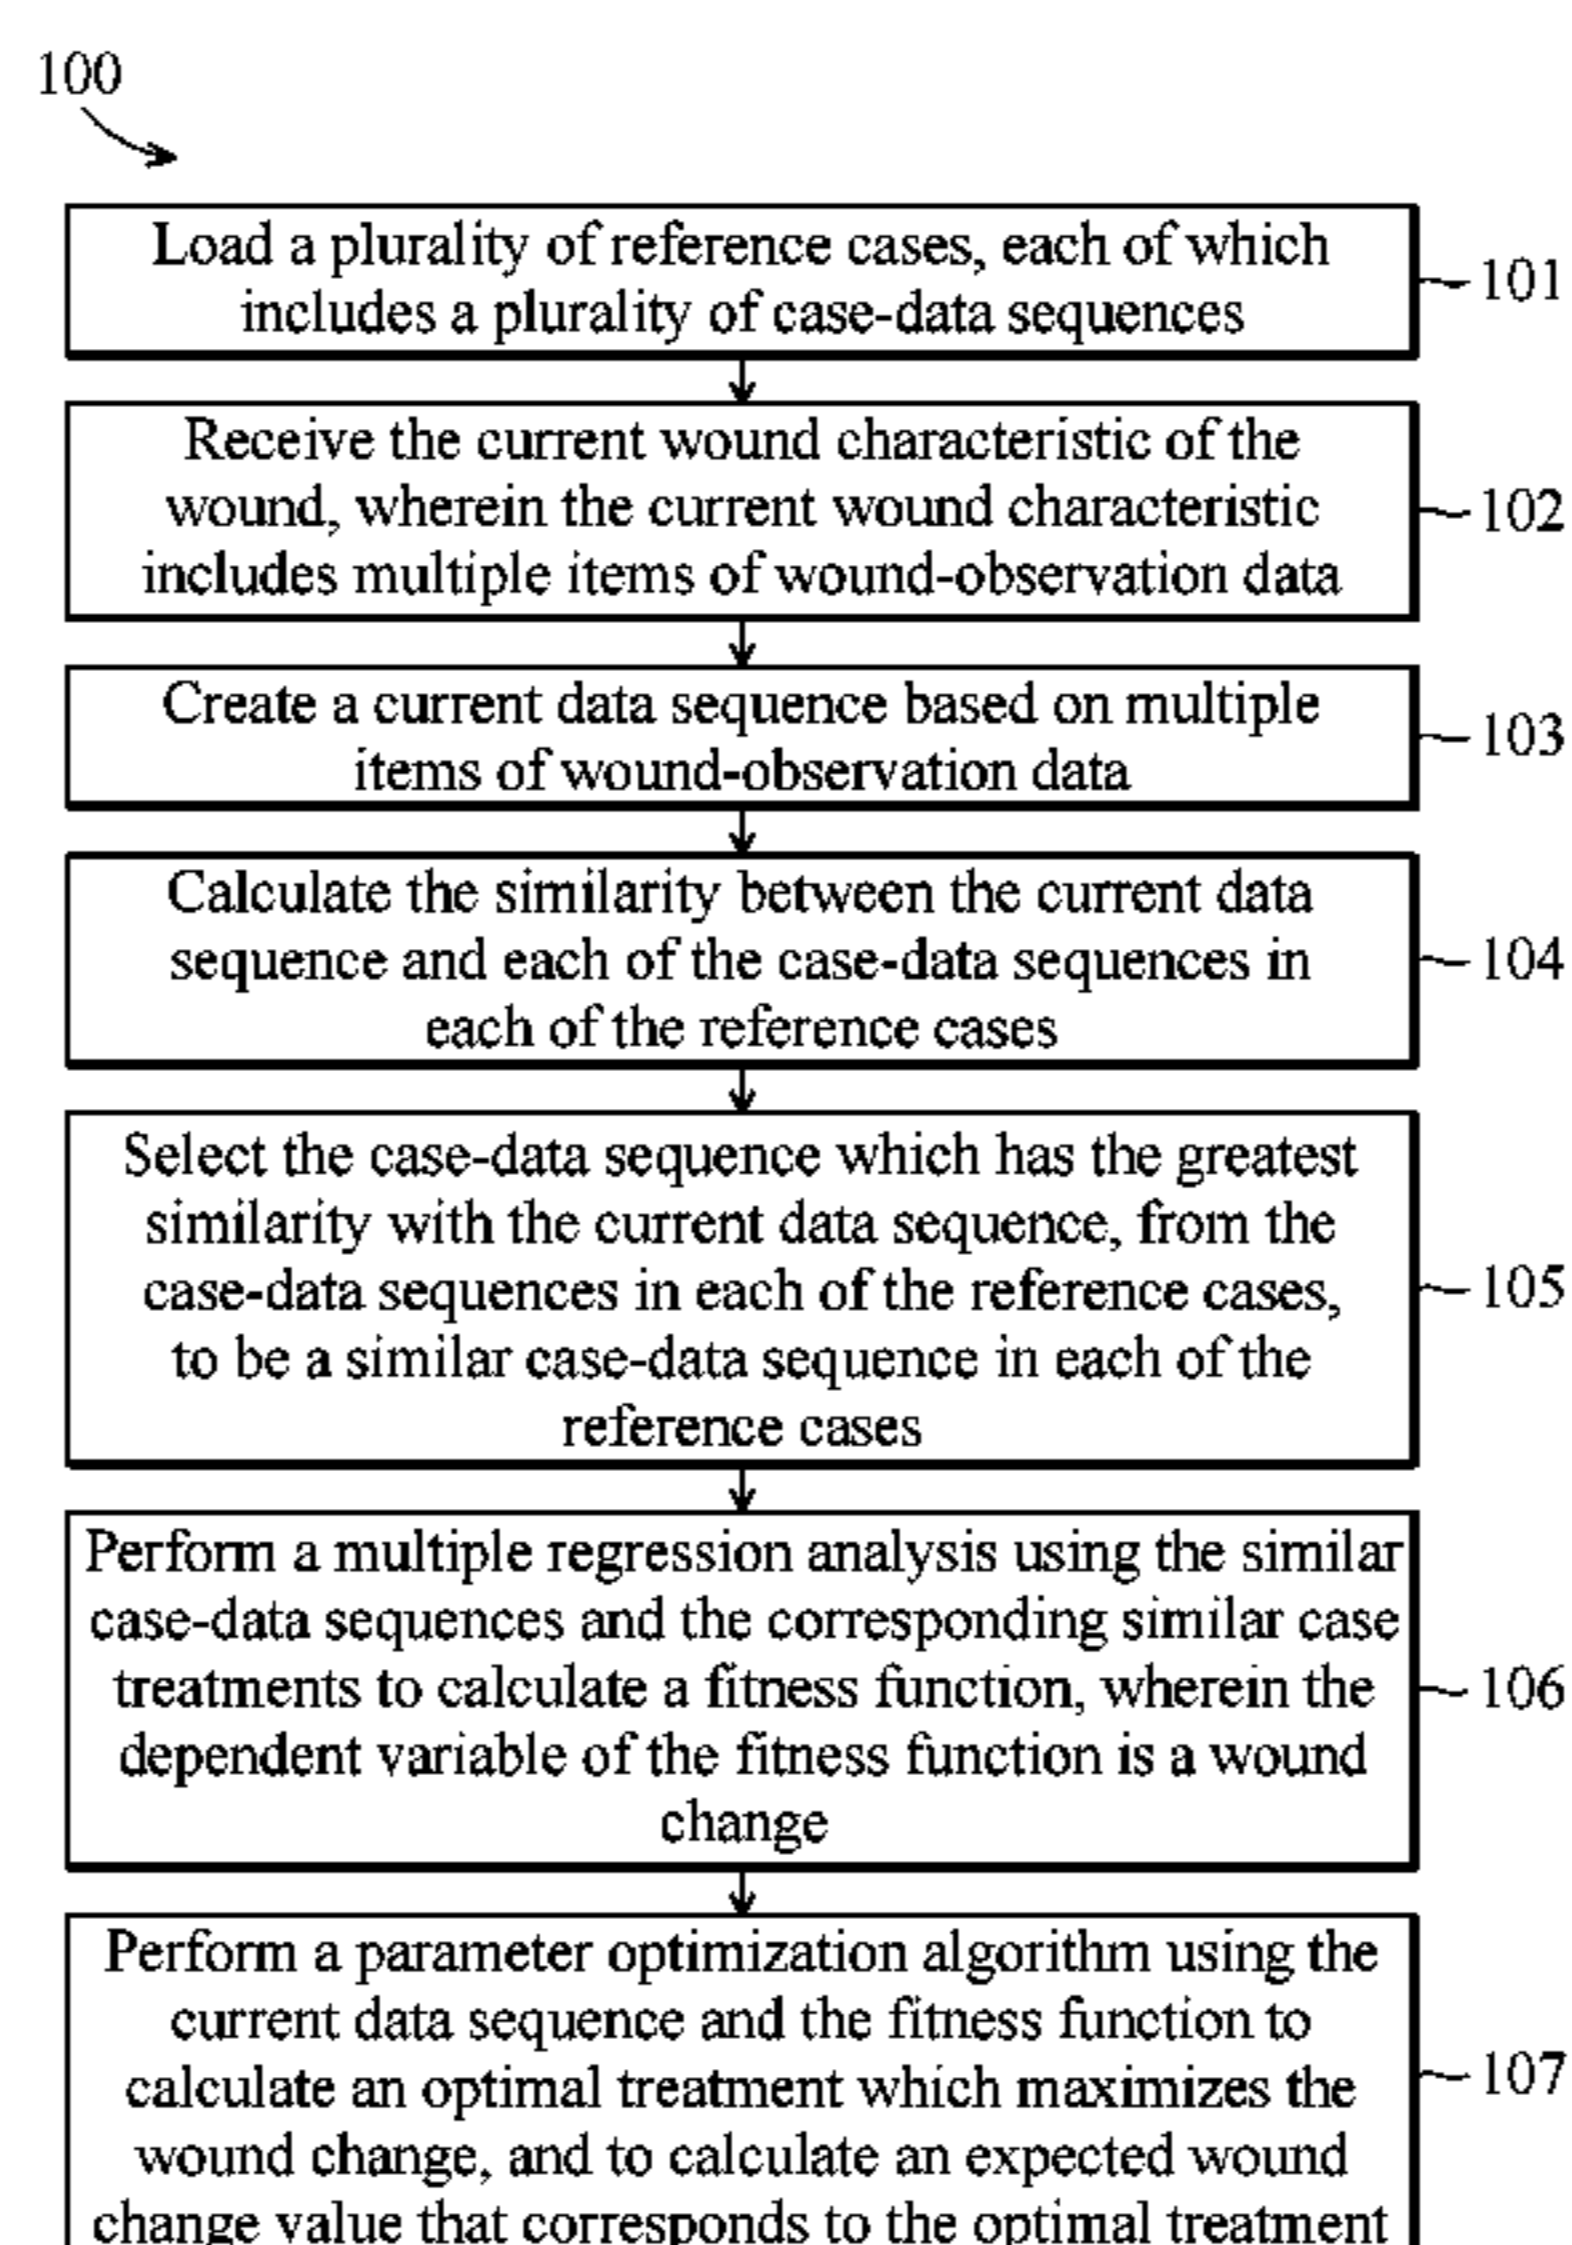 100
Load a plurality of reference cases, each of which
includes a plurality of case-data sequences
101
Receive the current wound characteristic of the
wound, wherein the current wound characteristic
includes multiple items of wound-observation data
102
Create a current data sequence based on multiple
items of wound-observation data
103
Calculate the similarity between the current data
sequence and each of the case-data sequences in
each of the reference cases
104
Select the case-data sequence which has the greatest
similarity with the current data sequence, from the
case-data sequences in each of the reference cases,
to be a similar case-data sequence in each of the
reference cases
105
Perform a multiple regression analysis using the similar
case-data sequences and the corresponding similar case
treatments to calculate a fitness function, wherein the
dependent variable of the fitness function is a wound
change
106
Perform a parameter optimization algorithm using the
current data sequence and the fitness function to
calculate an optimal treatment which maximizes the
wound change, and to calculate an expected wound
change value that corresponds to the optimal treatment
107